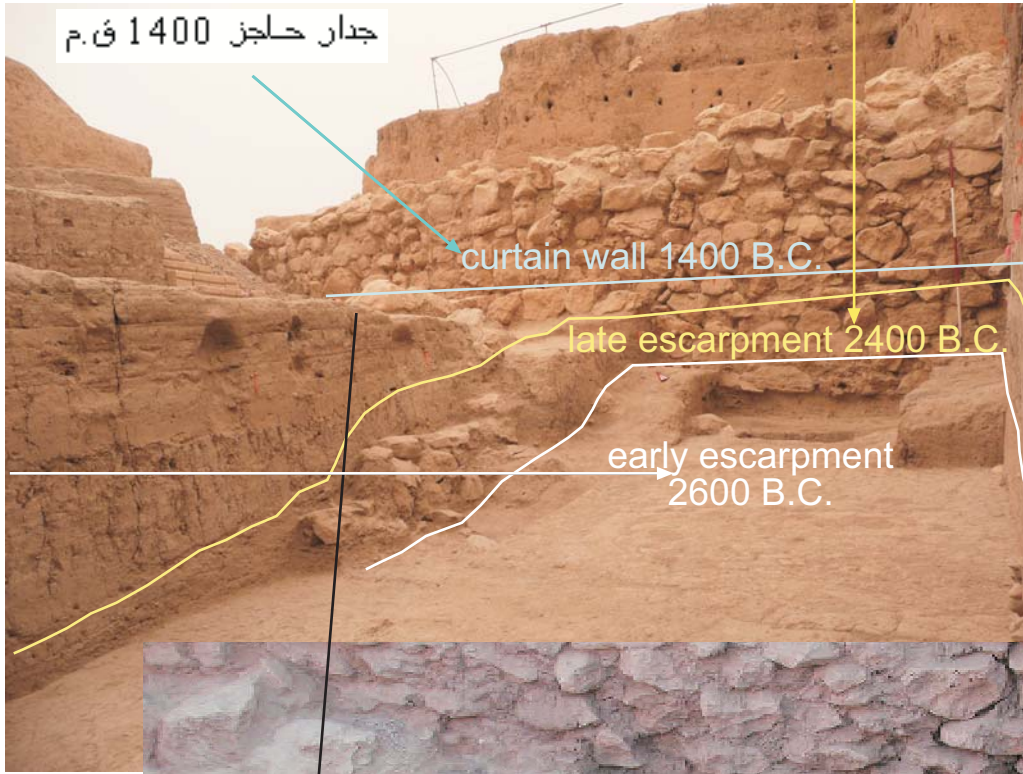 جدار حاجز 1400 ق.م
curtain wall 1400 B.C.
late escarpment 2400 B.C.
early escarpment
2600 B.C.